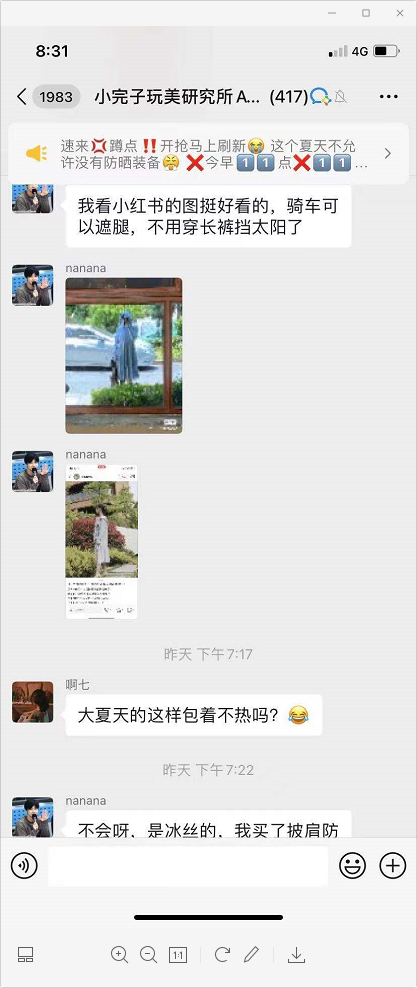 8:31
4G
1983
小完子玩美研究所A... (417)
速来💢蹲点‼️开抢马上刷新😭 这个夏天不允
许没有防晒装备😤 ❌今早1️⃣1️⃣点❌1️⃣1️⃣...
我看小红书的图挺好看的，骑车可
以遮腿，不用穿长裤挡太阳了
nanana
nanana
昨天 下午7:17
啊七
大夏天的这样包着不热吗？😂
昨天 下午7:22
nanana
不会呀，是冰丝的，我买了披肩防
1:1